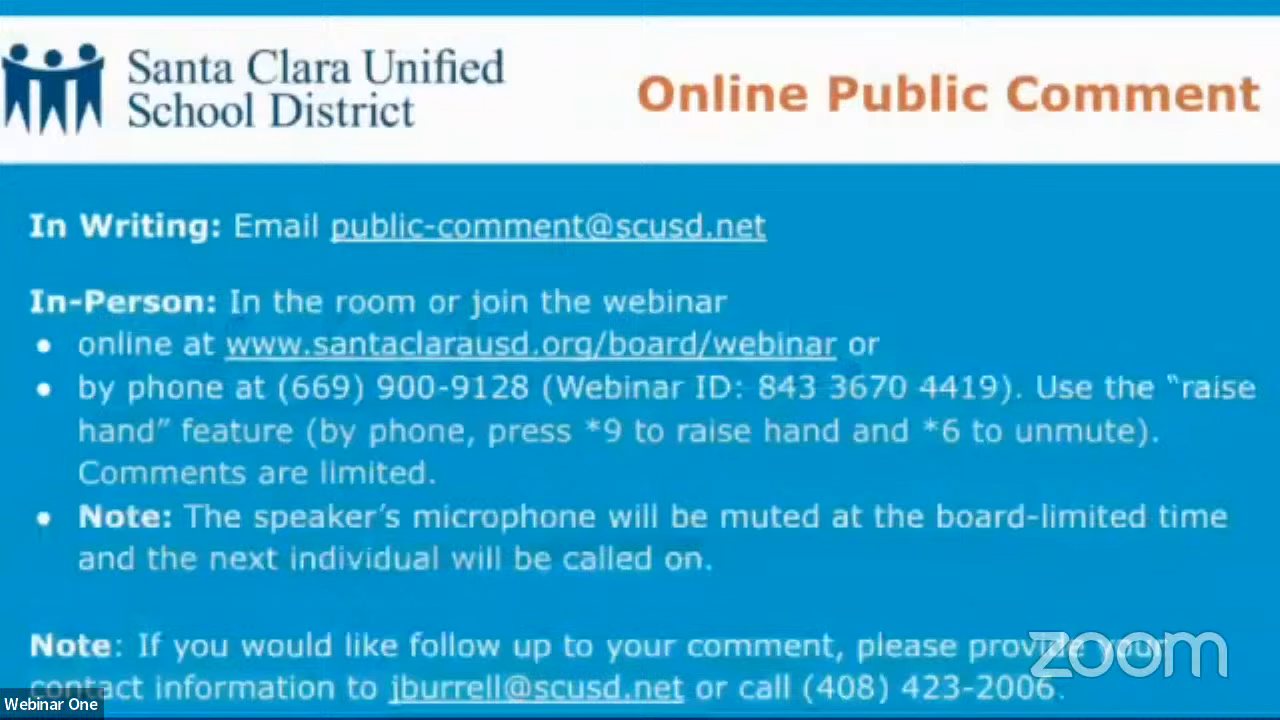 Santa Clara Unified
School District
Online Public Comment
In Writing: Email public-comment@scusd.net
In-Person: In the room or join the webinar
• online at www.santaclarausd.org/board/webinar or
• by phone at (669) 900-9128 (Webinar ID: 843 3670 4419). Use the “raise
hand” feature (by phone, press *9 to raise hand and *6 to unmute).
Comments are limited.
• Note: The speaker’s microphone will be muted at the board-limited time
and the next individual will be called on.
Note: If you would like follow up to your comment, please provide your
contact information to jburrell@scusd.net or call (408) 423-2006.
zoom
Webinar One